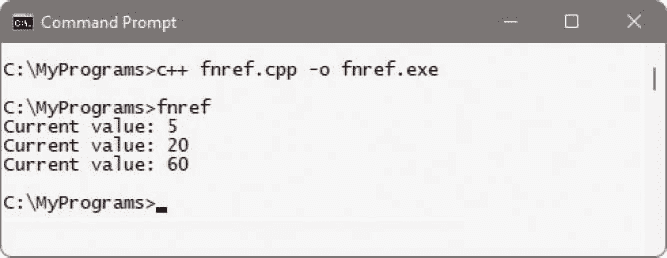 Command Prompt
C:\MyPrograms>c++ fnref.cpp -o fnref.exe
C:\MyPrograms>fnref
Current value: 5
Current value: 20
Current value: 60
C:\MyPrograms>